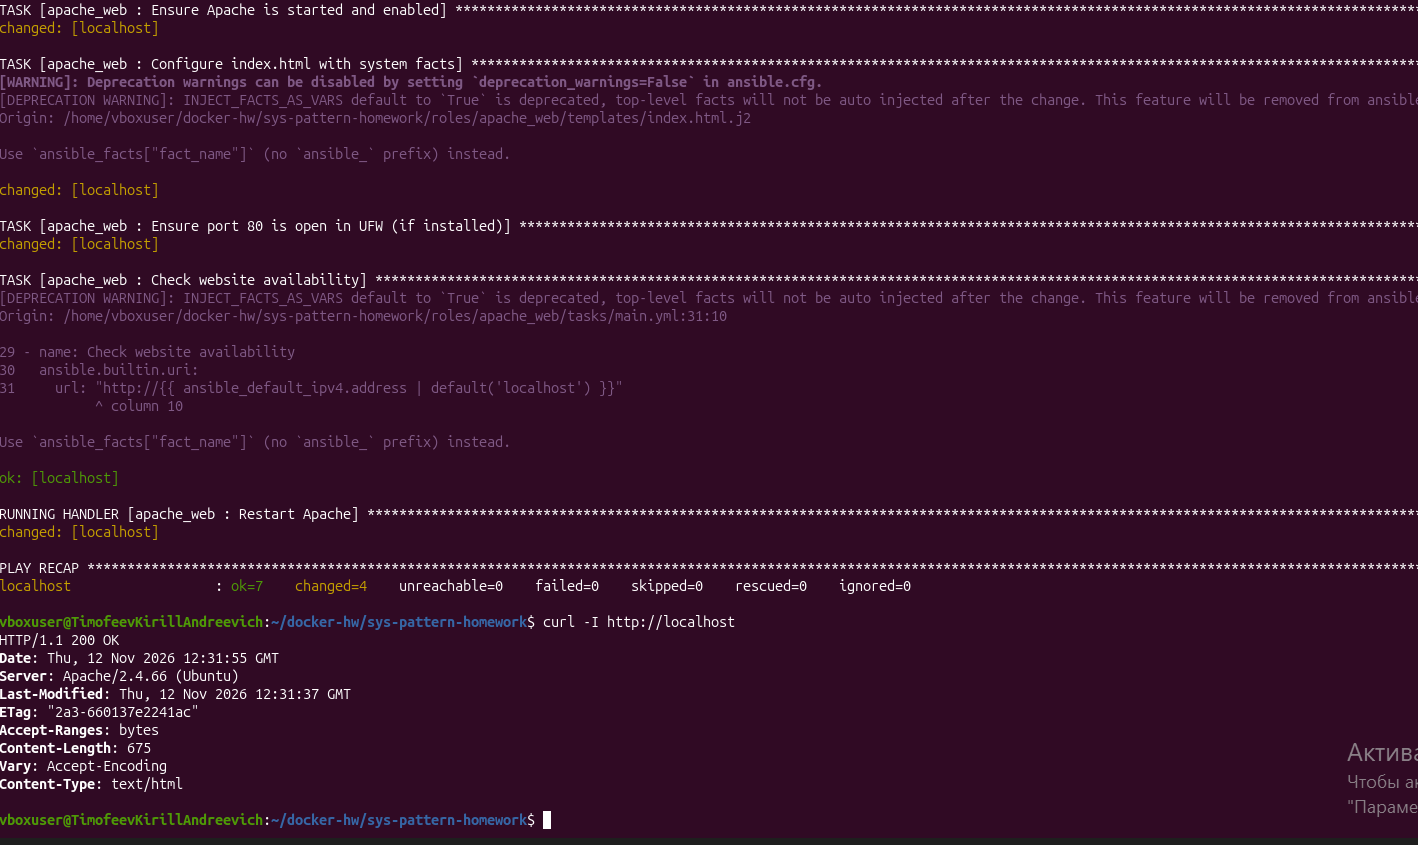 TASK [apache_web : Ensure Apache is started and enabled] ************************************************************************************************************************
changed: [localhost]
TASK [apache_web : Configure index.html with system facts] ***********************************************************************************************************************
[WARNING]: Deprecation warnings can be disabled by setting `deprecation_warnings=False` in ansible.cfg.
[DEPRECATION WARNING]: INJECT_FACTS_AS_VARS default to `True` is deprecated, top-level facts will not be auto injected after the change. This feature will be removed from ansible
Origin: /home/vboxuser/docker-hw/sys-pattern-homework/roles/apache_web/templates/index.html.j2
Use `ansible_facts["fact_name"]` (no `ansible_` prefix) instead.
changed: [localhost]
TASK [apache_web : Ensure port 80 is open in UFW (if installed)] *****************************************************************************************************************
changed: [localhost]
TASK [apache_web : Check website availability] ***********************************************************************************************************************************
[DEPRECATION WARNING]: INJECT_FACTS_AS_VARS default to `True` is deprecated, top-level facts will not be auto injected after the change. This feature will be removed from ansible
Origin: /home/vboxuser/docker-hw/sys-pattern-homework/roles/apache_web/tasks/main.yml:31:10
29 - name: Check website availability
30   ansible.builtin.uri:
31     url: "http://{{ ansible_default_ipv4.address | default('localhost') }}"
            ^ column 10
Use `ansible_facts["fact_name"]` (no `ansible_` prefix) instead.
ok: [localhost]
RUNNING HANDLER [apache_web : Restart Apache] ************************************************************************************************************************************
changed: [localhost]
PLAY RECAP ***********************************************************************************************************************************************************************
localhost                  : ok=7    changed=4    unreachable=0    failed=0    skipped=0    rescued=0    ignored=0
vboxuser@TimofeevKirillAndreevich:~/docker-hw/sys-pattern-homework$ curl -I http://localhost
HTTP/1.1 200 OK
Date: Thu, 12 Nov 2026 12:31:55 GMT
Server: Apache/2.4.66 (Ubuntu)
Last-Modified: Thu, 12 Nov 2026 12:31:37 GMT
ETag: "2a3-660137e2241ac"
Accept-Ranges: bytes
Content-Length: 675
Vary: Accept-Encoding
Content-Type: text/html
vboxuser@TimofeevKirillAndreevich:~/docker-hw/sys-pattern-homework$
Чтобы